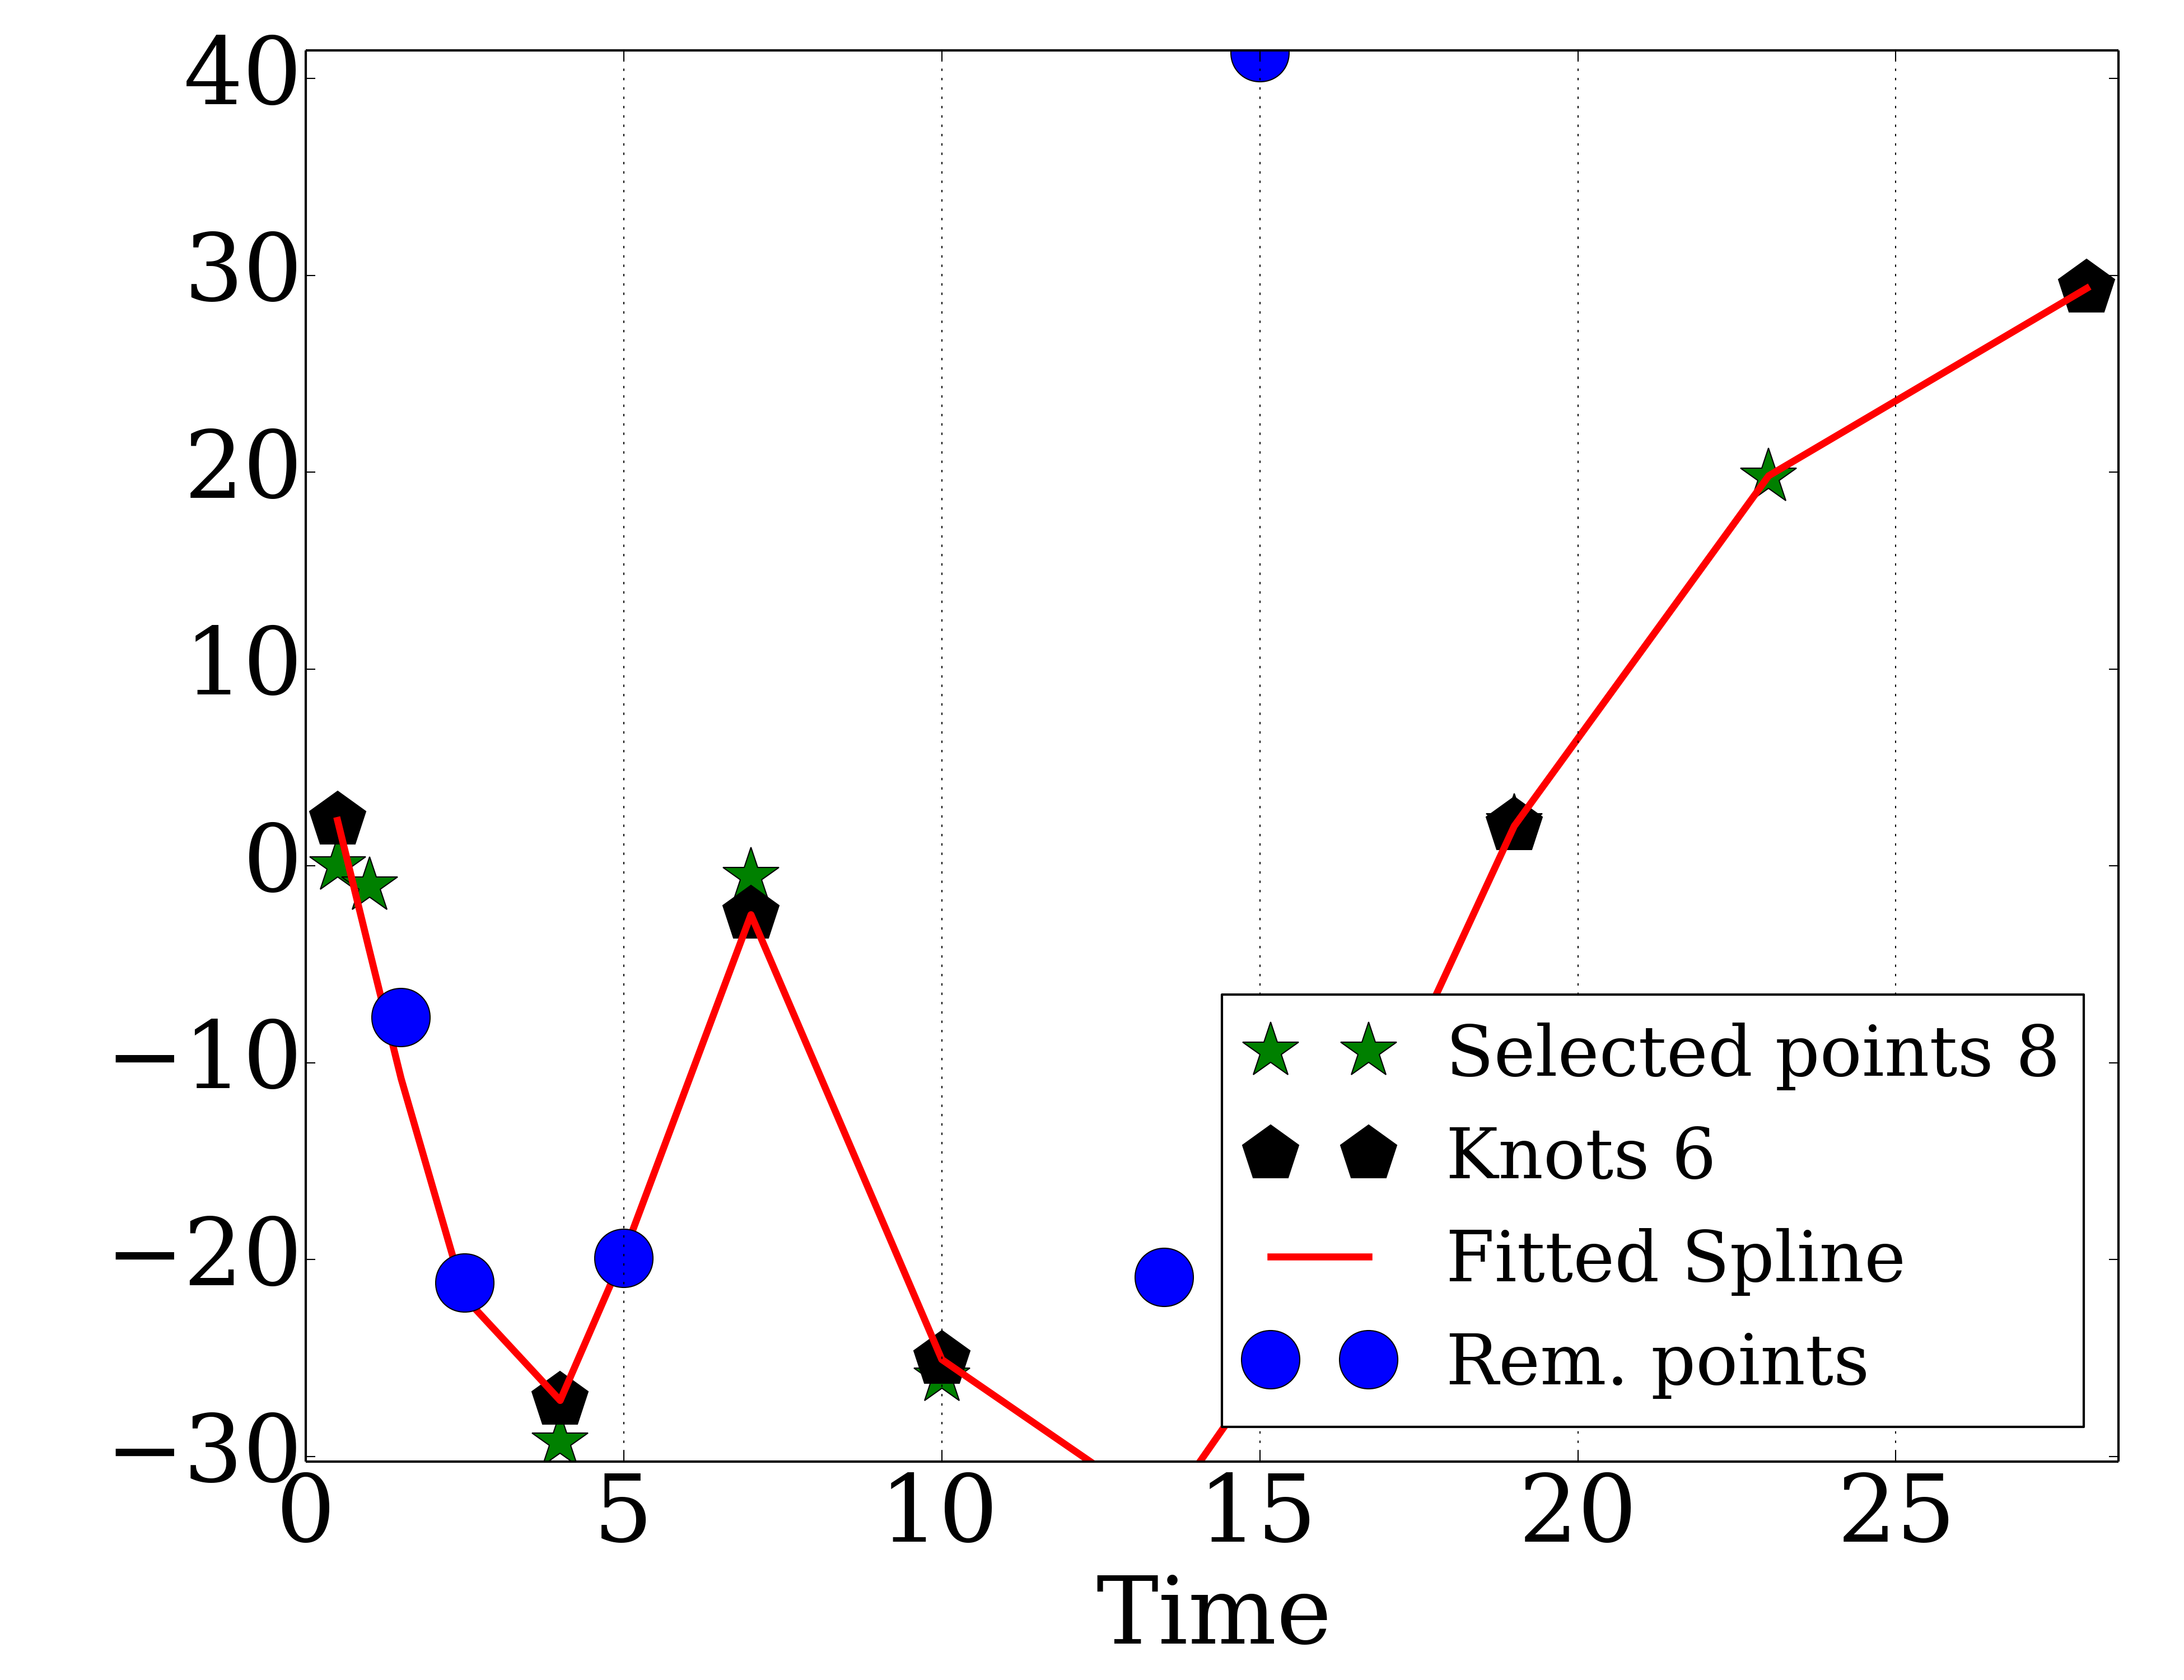 40
30
20
10
0
−10
−20
−30
0 5 10 15 20 25
Time
Selected points 8
Knots 6
Fitted Spline
Rem. points